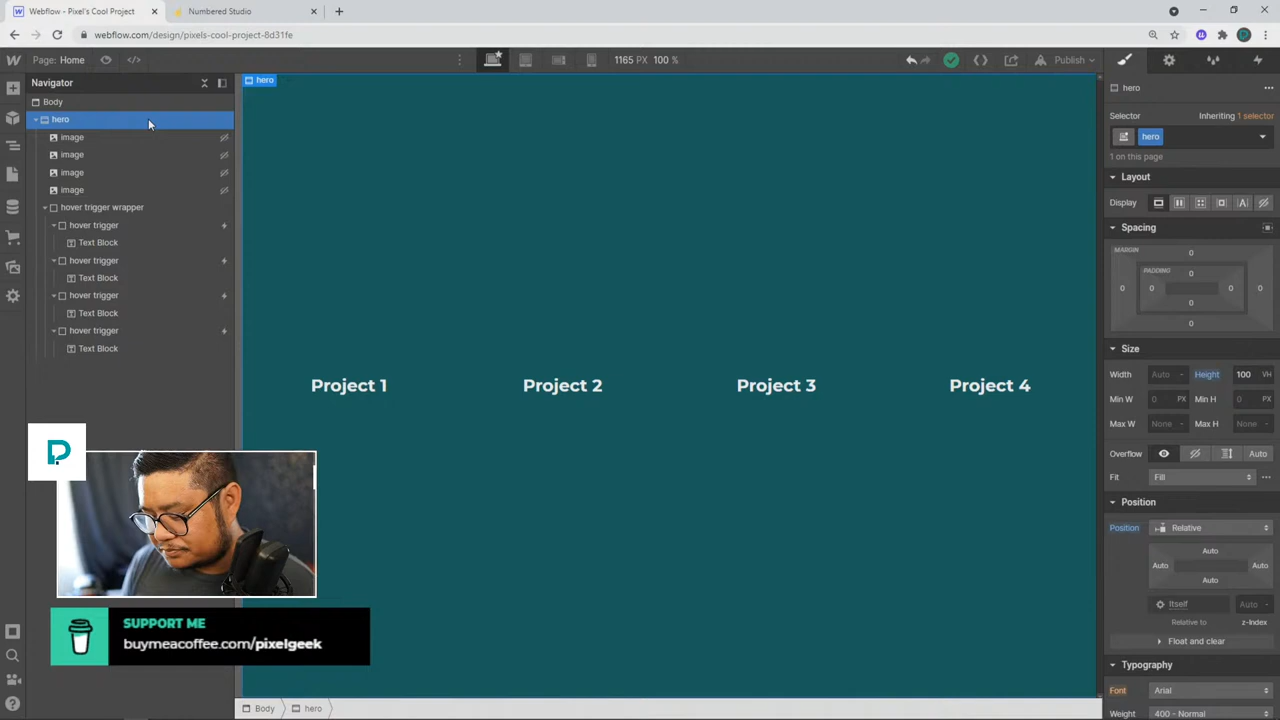 Webflow - Pixel's Cool Project
Numbered Studio
webflow.com/design/pixels-cool-project-8d31fe
Page: Home
1165 PX 100 %
Publish
Navigator
Body
hero
image
image
image
image
hover trigger wrapper
hover trigger
Text Block
hover trigger
Text Block
hover trigger
Text Block
hover trigger
Text Block
hero
Project 1
Project 2
Project 3
Project 4
SUPPORT ME
buymeacoffee.com/pixelgeek
Body
hero
hero
Selector
Inheriting 1 selector
hero
1 on this page
Layout
Display
Spacing
MARGIN
0
PADDING
0
0 0 0 0
0
0
Size
Width Auto - Height 100 VH
Min W 0 PX Min H 0 PX
Max W None - Max H None -
Overflow Auto
Fit Fill
Position
Position Relative
Auto
Auto Auto
Auto
Itself Auto
Relative to z-Index
Float and clear
Typography
Font Arial
Weight 400 - Normal